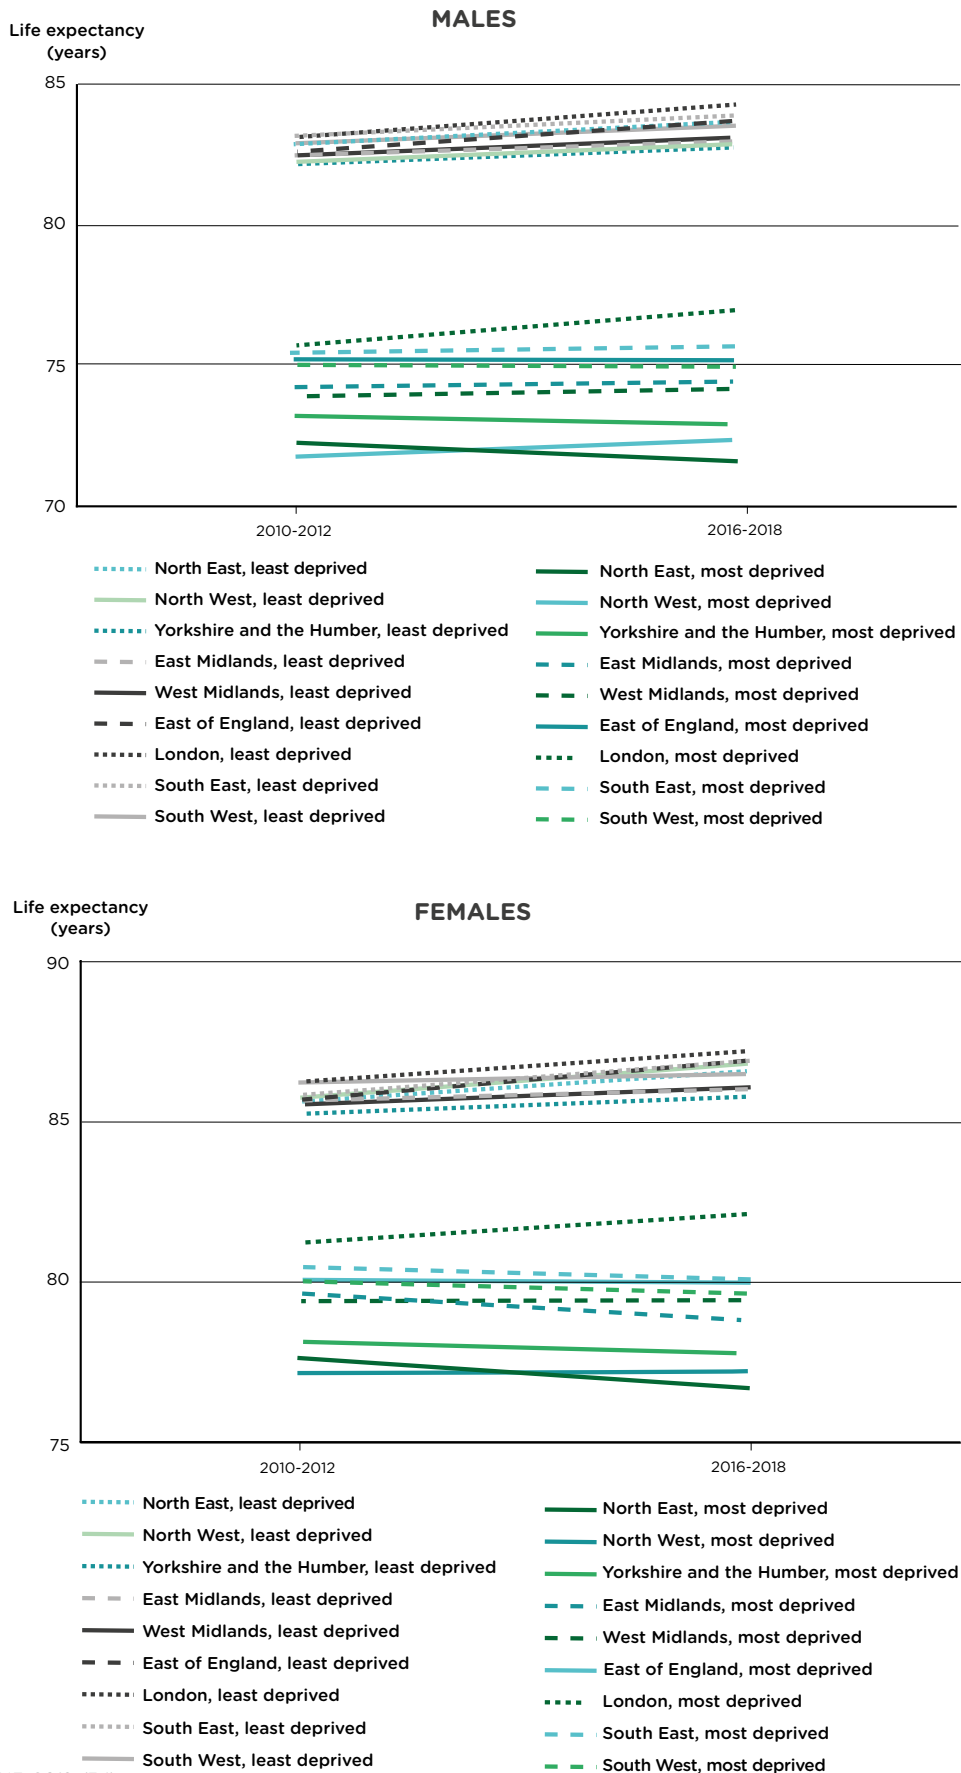 MALES
Life expectancy
(years)
85
80
75
70
2010-2012
2016-2018
North East, least deprived
North West, least deprived
Yorkshire and the Humber, least deprived
East Midlands, least deprived
West Midlands, least deprived
East of England, least deprived
London, least deprived
South East, least deprived
South West, least deprived
North East, most deprived
North West, most deprived
Yorkshire and the Humber, most deprived
East Midlands, most deprived
West Midlands, most deprived
East of England, most deprived
London, most deprived
South East, most deprived
South West, most deprived
FEMALES
Life expectancy
(years)
90
85
80
75
2010-2012
2016-2018
North East, least deprived
North West, least deprived
Yorkshire and the Humber, least deprived
East Midlands, least deprived
West Midlands, least deprived
East of England, least deprived
London, least deprived
South East, least deprived
South West, least deprived
North East, most deprived
North West, most deprived
Yorkshire and the Humber, most deprived
East Midlands, most deprived
West Midlands, most deprived
East of England, most deprived
London, most deprived
South East, most deprived
South West, most deprived